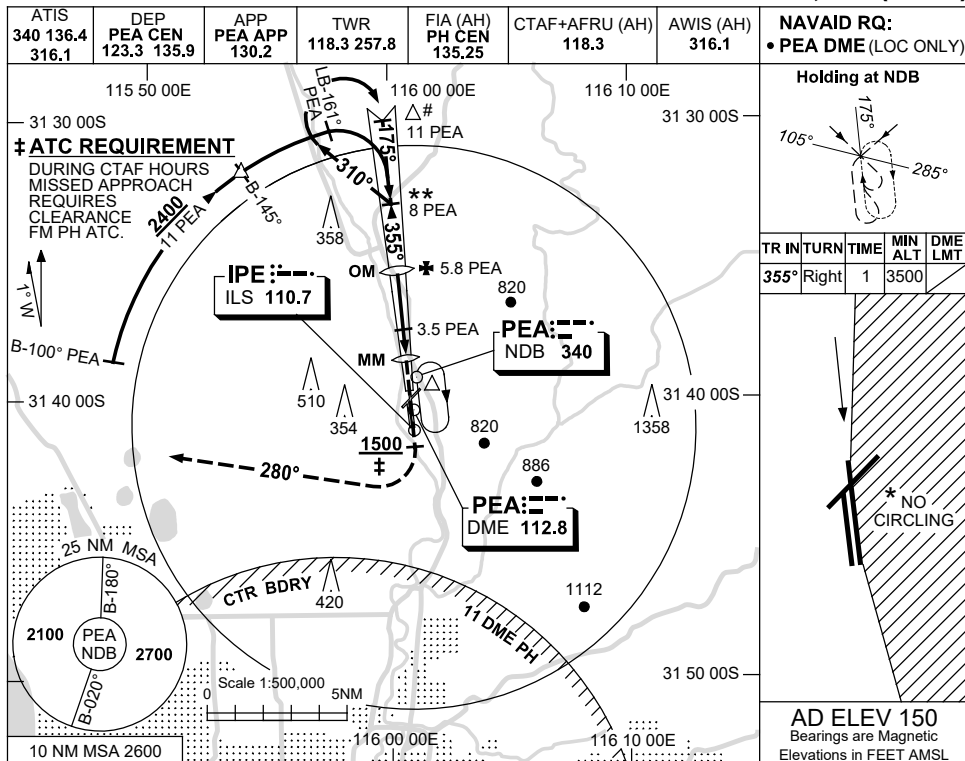 ATIS
340 136.4
316.1
DEP
PEA CEN
123.3 135.9
APP
PEA APP
130.2
TWR
118.3 257.8
FIA (AH)
PH CEN
135.25
CTAF+AFRU (AH)
118.3
AWIS (AH)
316.1
NAVAID RQ:
• PEA DME (LOC ONLY)
115 50 00E
116 00 00E
116 10 00E
31 30 00S
31 30 00S
‡ ATC REQUIREMENT
DURING CTAF HOURS
MISSED APPROACH
REQUIRES
CLEARANCE
FM PH ATC.
1° W
2400
11 PEA
B-145°
B-100° PEA
LB-161°
PEA
310°
175°
#
11 PEA
**
8 PEA
355°
358
OM
5.8 PEA
IPE
ILS 110.7
3.5 PEA
820
PEA
NDB 340
MM
31 40 00S
31 40 00S
510
354
1358
820
1500
‡
280°
886
PEA
DME 112.8
1112
25 NM MSA
B-180°
2100
PEA
NDB
2700
B-020°
10 NM MSA 2600
CTR BDRY
420
11 DME PH
Scale 1:500,000
0
5NM
31 50 00S
116 00 00E
116 10 00E
Holding at NDB
175°
105°
285°
TR IN
TURN
TIME
MIN
ALT
DME
LMT
355°
Right
1
3500
* NO
CIRCLING
AD ELEV 150
Bearings are Magnetic
Elevations in FEET AMSL